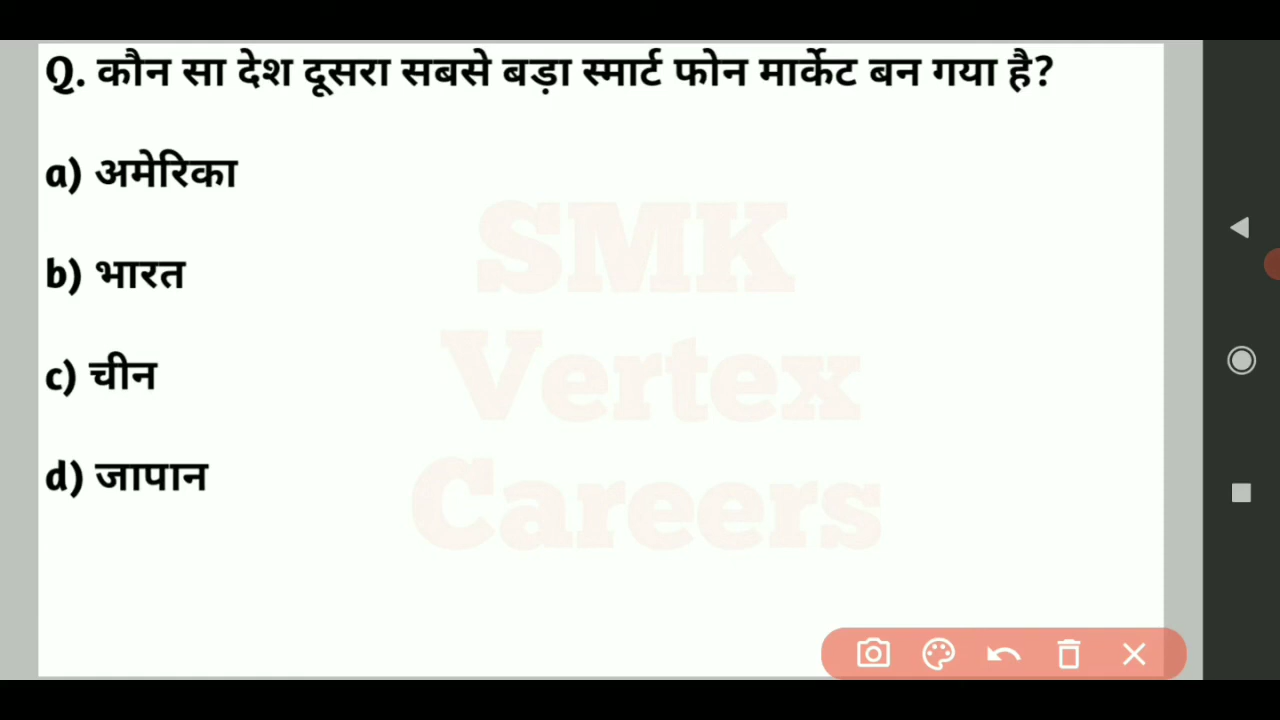 Q. कौन सा देश दूसरा सबसे बड़ा स्मार्ट फोन मार्केट बन गया है?
a) अमेरिका
b) भारत
c) चीन
d) जापान
SMK
Vertex
Careers